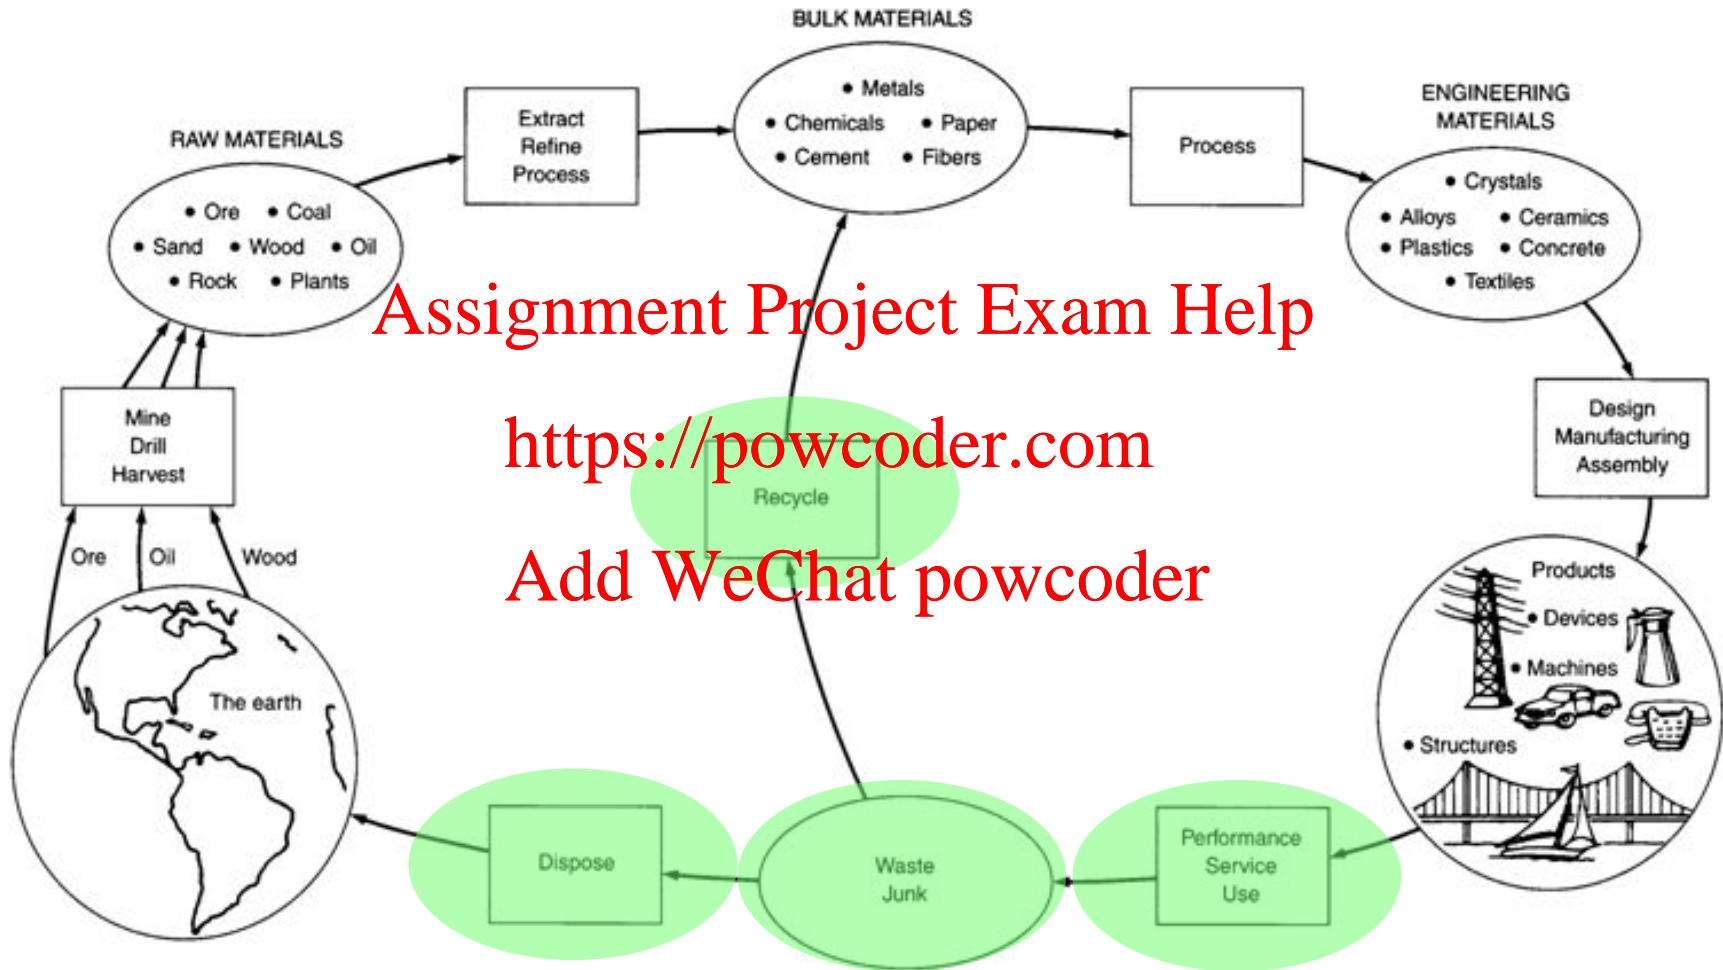 BULK MATERIALS
• Metals
• Chemicals • Paper
• Cement • Fibers
Extract
Refine
Process
Process
ENGINEERING
MATERIALS
• Crystals
• Alloys • Ceramics
• Plastics • Concrete
• Textiles
RAW MATERIALS
• Ore • Coal
• Sand • Wood • Oil
• Rock • Plants
Assignment Project Exam Help
Mine
Drill
Harvest
https://powcoder.com
Recycle
Design
Manufacturing
Assembly
Ore Oil Wood
Add WeChat powcoder
Products
• Devices
• Machines
• Structures
The earth
Dispose
Waste
Junk
Performance
Service
Use